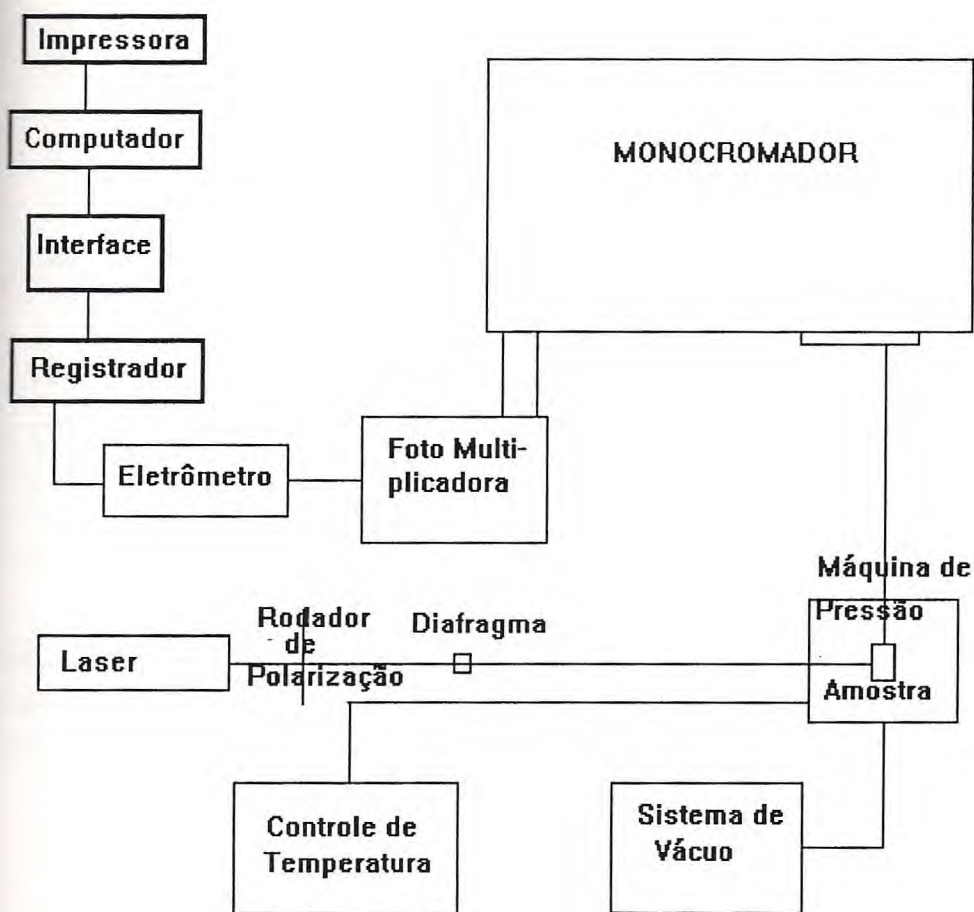 Impressora
Computador
MONOCROMADOR
Interface
Registrador
Foto Multi-
plicadora
Eletrômetro
Máquina de
Pressão
Rodador
de
Polarização
Diafragma
Laser
Amostra
Controle de
Temperatura
Sistema de
Vácuo